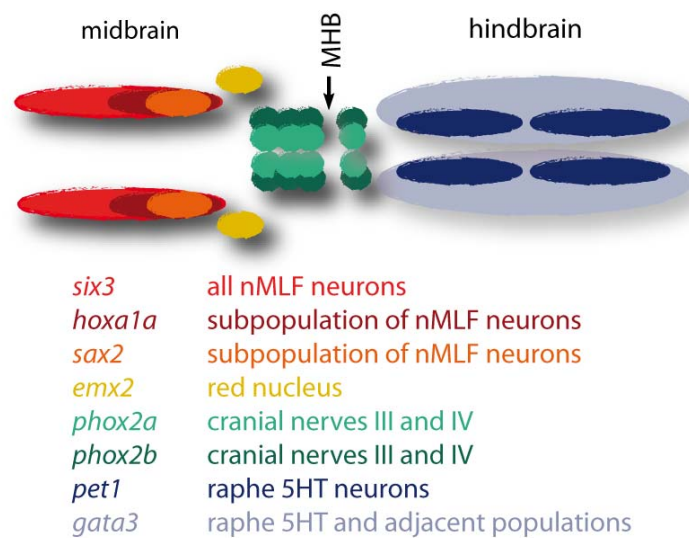 midbrain
MHB
hindbrain
six3 all nMLF neurons
hoxa1a subpopulation of nMLF neurons
sax2 subpopulation of nMLF neurons
emx2 red nucleus
phox2a cranial nerves III and IV
phox2b cranial nerves III and IV
pet1 raphe 5HT neurons
gata3 raphe 5HT and adjacent populations